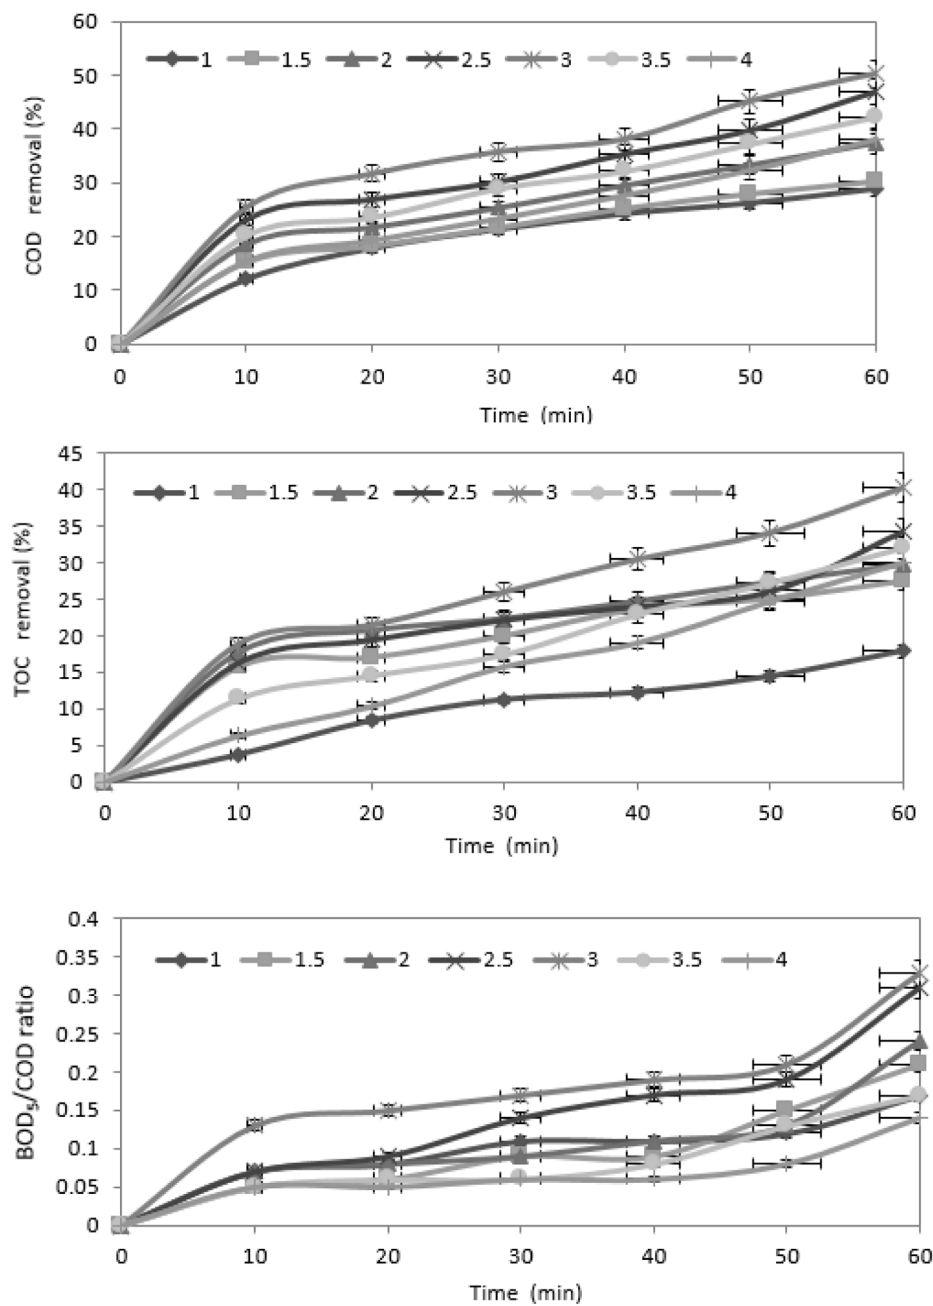 60
50
40
30
20
10
0
COD removal (%)
1 1.5 2 2.5 3 3.5 4
0 10 20 30 40 50 60
Time (min)
45
40
35
30
25
20
15
10
5
0
TOC removal (%)
1 1.5 2 2.5 3 3.5 4
0 10 20 30 40 50 60
Time (min)
0.4
0.35
0.3
0.25
0.2
0.15
0.1
0.05
0
BOD₅/COD ratio
1 1.5 2 2.5 3 3.5 4
0 10 20 30 40 50 60
Time (min)